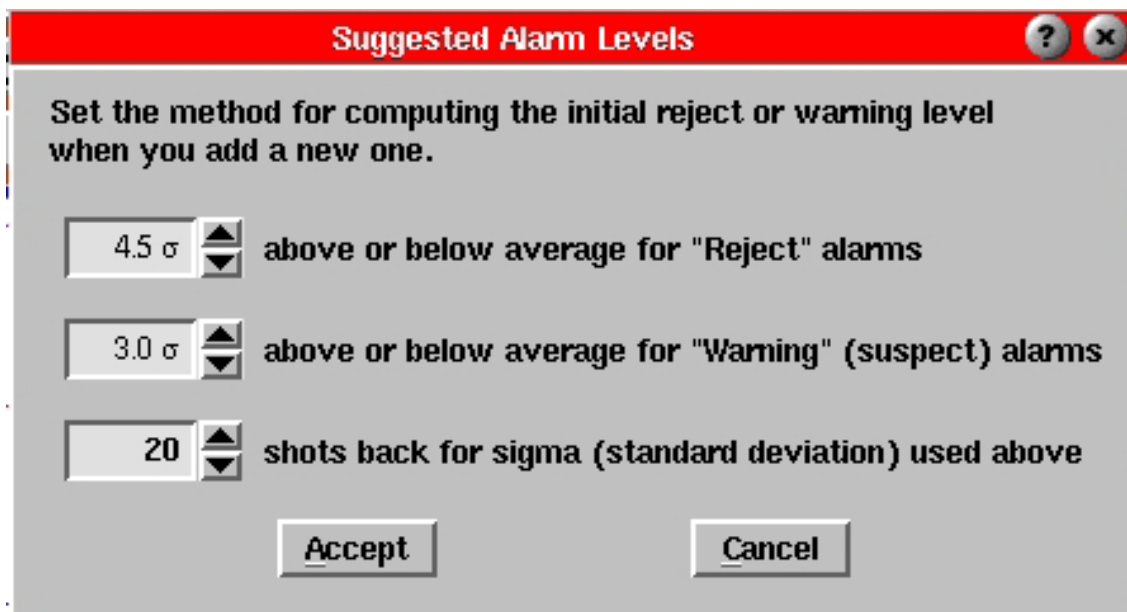 Suggested Alarm Levels
Set the method for computing the initial reject or warning level
when you add a new one.
4.5 σ above or below average for "Reject" alarms
3.0 σ above or below average for "Warning" (suspect) alarms
20 shots back for sigma (standard deviation) used above
Accept Cancel